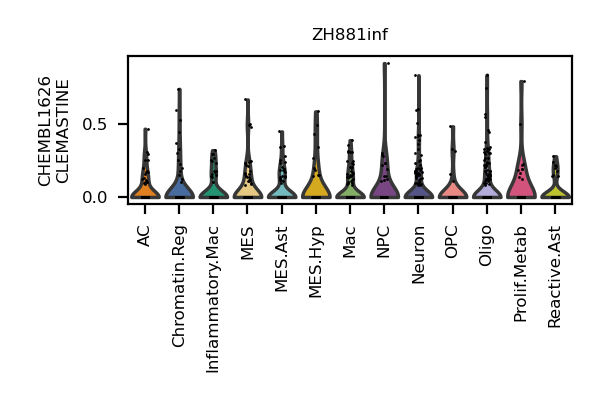 ZH881inf
CHEMBL1626
CLEMASTINE
0.5
0.0
AC
Chromatin.Reg
Inflammatory.Mac
MES
MES.Ast
MES.Hyp
Mac
NPC
Neuron
OPC
Oligo
Prolif.Metab
Reactive.Ast